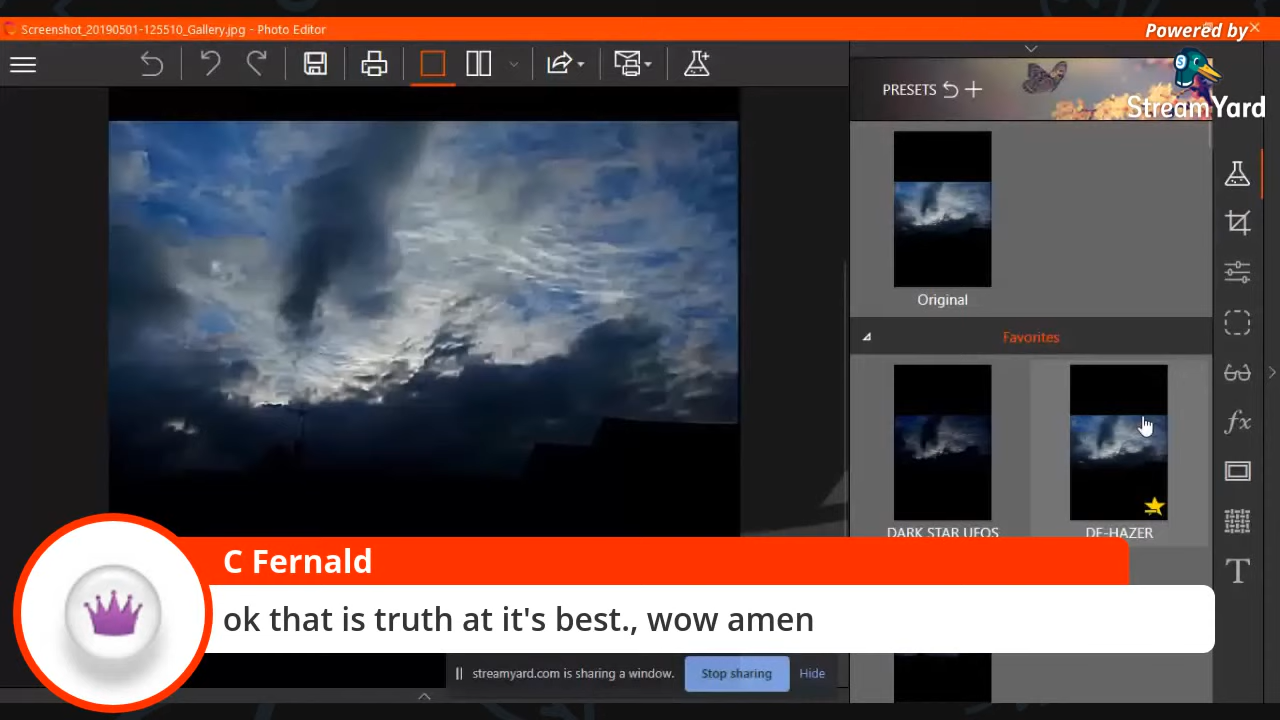 Screenshot_20190501-125510_Gallery.jpg - Photo Editor
Powered by
StreamYard
PRESETS
Original
Favorites
DARK STAR UFOS
DE-HAZER
fx
T
C Fernald
ok that is truth at it's best., wow amen
streamyard.com is sharing a window.
Stop sharing
Hide